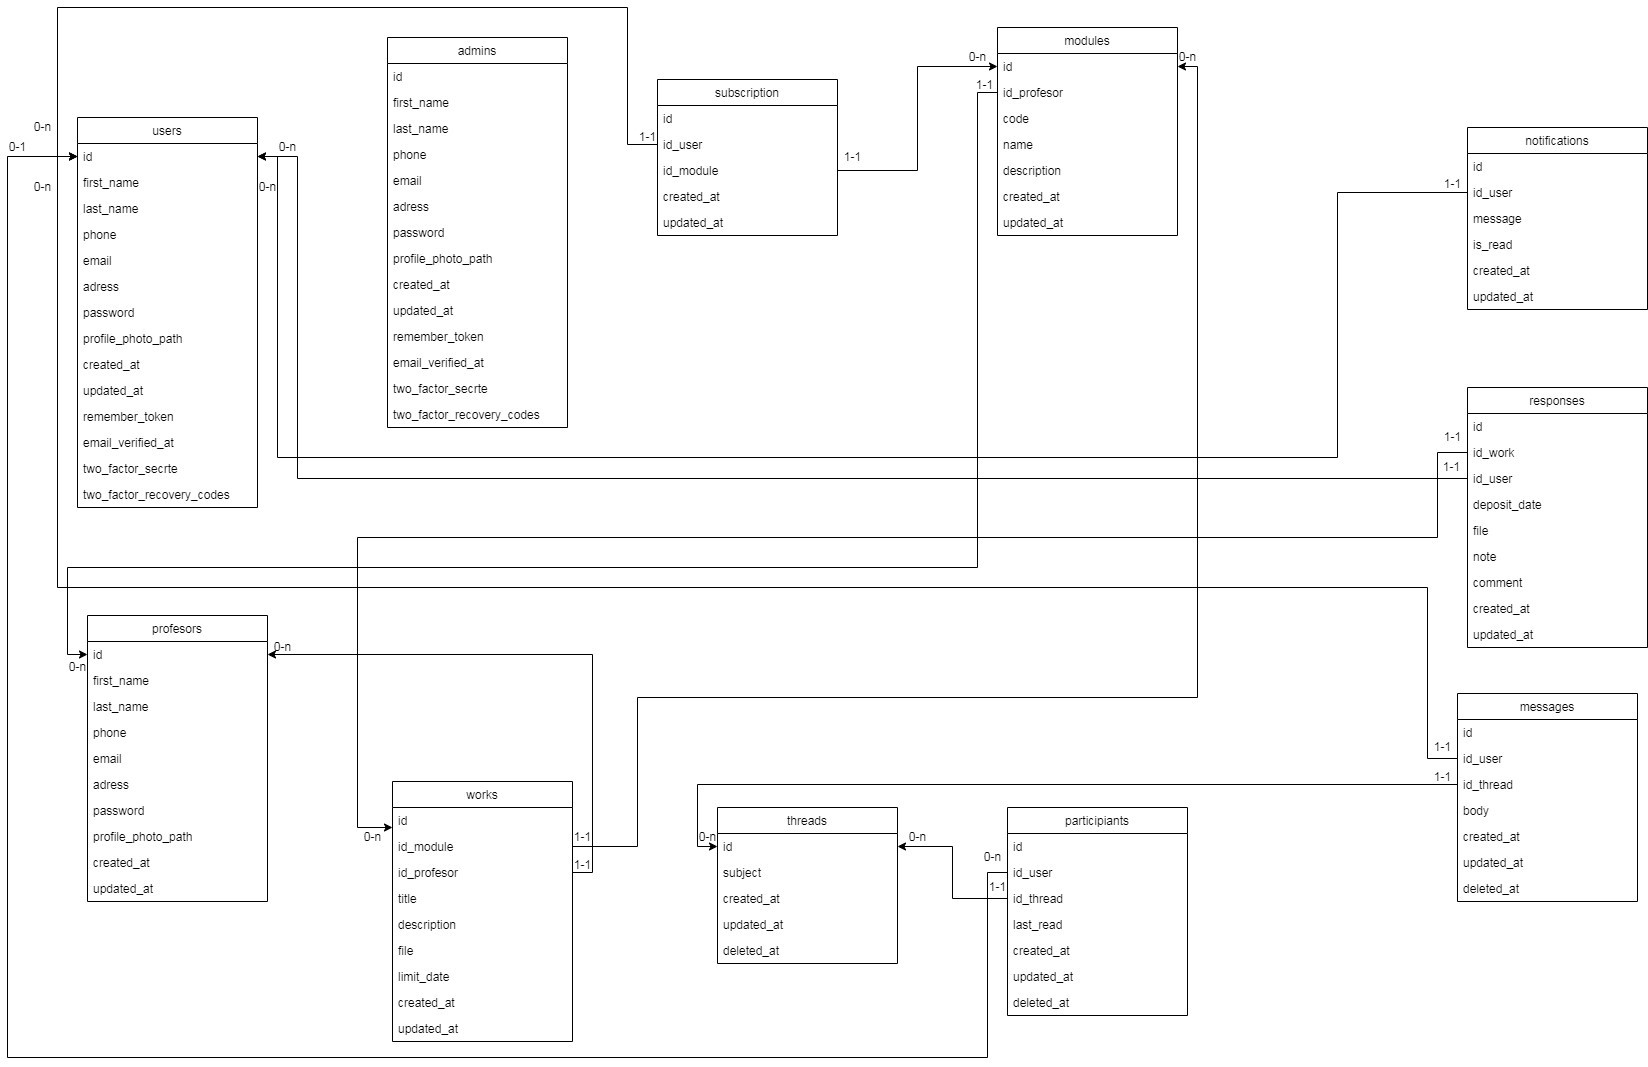 users
id
first_name
last_name
phone
email
adress
password
profile_photo_path
created_at
updated_at
remember_token
email_verified_at
two_factor_secrte
two_factor_recovery_codes
0-n
0-1
0-n
0-n
0-n
admins
id
first_name
last_name
phone
email
adress
password
profile_photo_path
created_at
updated_at
remember_token
email_verified_at
two_factor_secrte
two_factor_recovery_codes
subscription
id
id_user
id_module
created_at
updated_at
1-1
1-1
modules
id
id_profesor
code
name
description
created_at
updated_at
0-n
0-n
1-1
notifications
id
id_user
message
is_read
created_at
updated_at
1-1
responses
id
id_work
id_user
deposit_date
file
note
comment
created_at
updated_at
1-1
1-1
profesors
id
first_name
last_name
phone
email
adress
password
profile_photo_path
created_at
updated_at
0-n
0-n
works
id
id_module
id_profesor
title
description
file
limit_date
created_at
updated_at
0-n
1-1
1-1
threads
id
subject
created_at
updated_at
deleted_at
0-n
0-n
participiants
id
id_user
id_thread
last_read
created_at
updated_at
deleted_at
0-n
1-1
messages
id
id_user
id_thread
body
created_at
updated_at
deleted_at
1-1
1-1